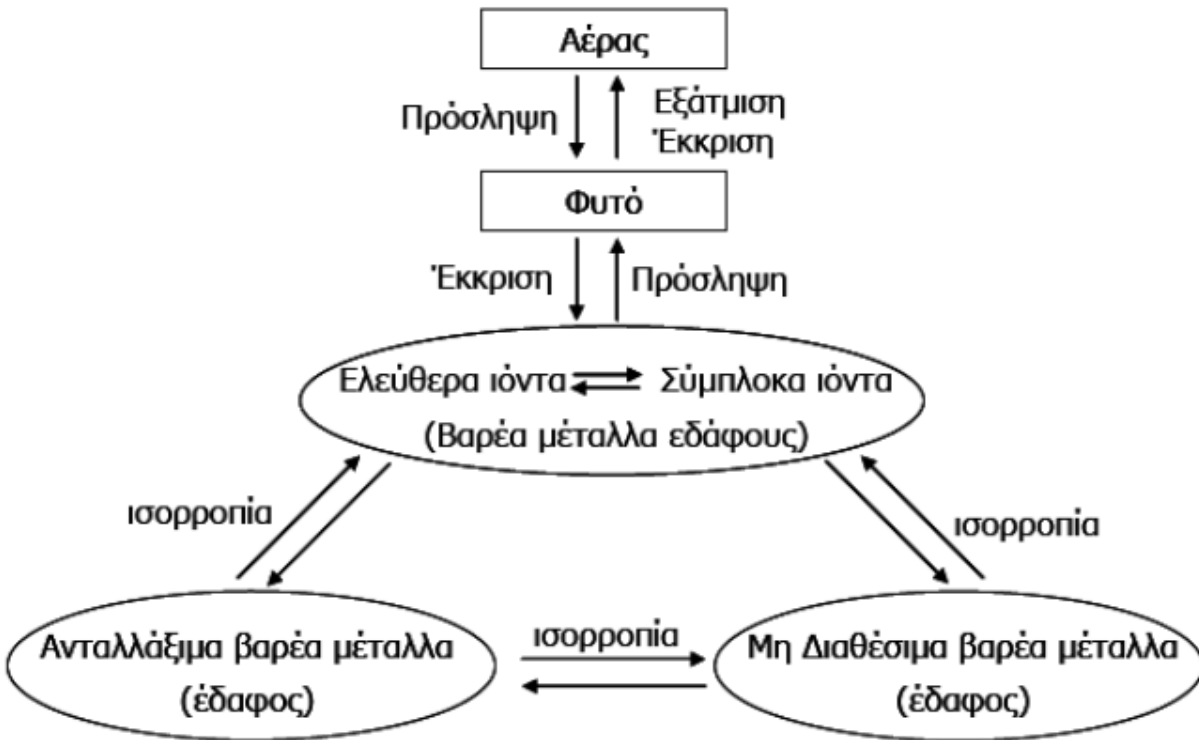 Αέρας
Πρόσληψη
Εξάτμιση
Έκκριση
Φυτό
Έκκριση
Πρόσληψη
Ελεύθερα ιόντα
Σύμπλοκα ιόντα
(Βαρέα μέταλλα εδάφους)
ισορροπία
ισορροπία
Ανταλλάξιμα βαρέα μέταλλα
(έδαφος)
ισορροπία
Μη Διαθέσιμα βαρέα μέταλλα
(έδαφος)